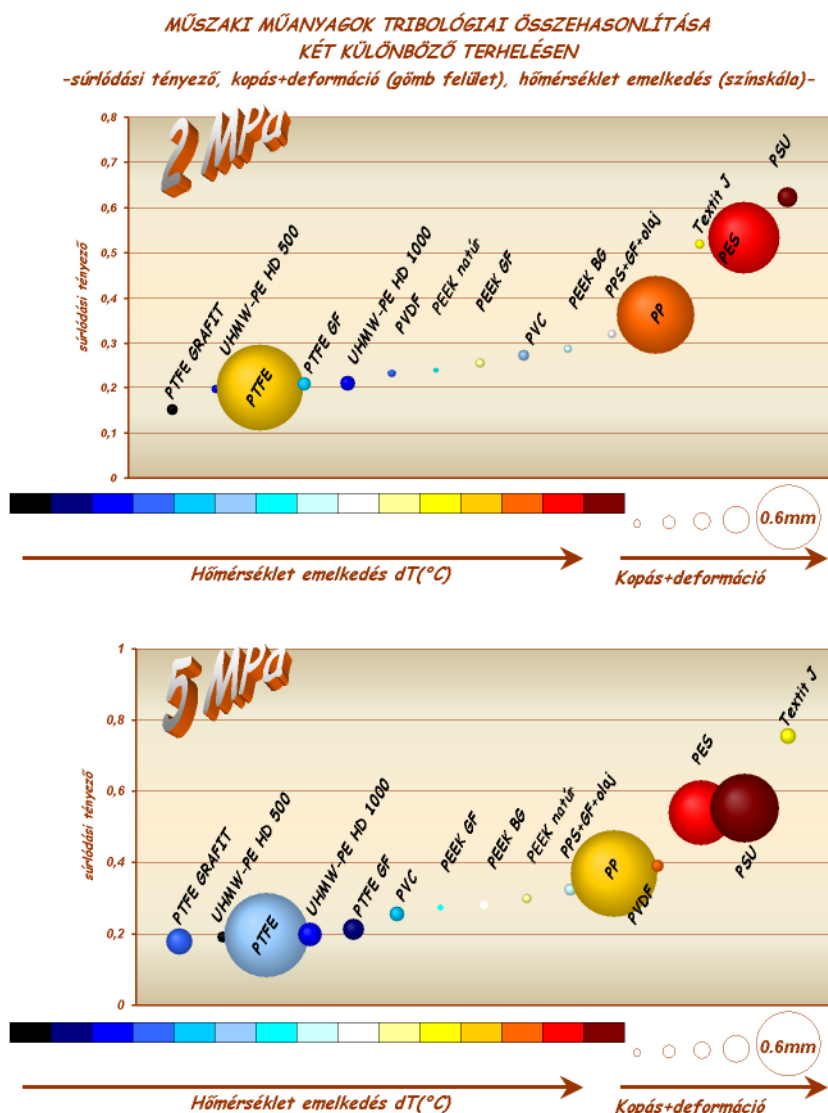 MŰSZAKI MŰANYAGOK TRIBOLÓGIAI ÖSSZEHASONLÍTÁSA
KÉT KÜLÖNBÖZŐ TERHELÉSEN
-súrlódási tényező, kopás+deformáció (gömb felület), hőmérséklet emelkedés (színskála)-
2 MPa
súrlódási tényező
0,8
0,7
0,6
0,5
0,4
0,3
0,2
0,1
0
PTFE GRAFIT
UHMW-PE HD 500
PTFE
PTFE GF
UHMW-PE HD 1000
PVDF
PEEK natúr
PEEK GF
PVC
PEEK BG
PPS+GF+olaj
PP
Textit J
PES
PSU
0.6mm
Hőmérséklet emelkedés dT(°C)
Kopás+deformáció
5 MPa
súrlódási tényező
1
0,8
0,6
0,4
0,2
0
PTFE GRAFIT
UHMW-PE HD 500
PTFE
UHMW-PE HD 1000
PTFE GF
PVC
PEEK GF
PEEK BG
PEEK natúr
PPS+GF+olaj
PP
PVDF
PES
PSU
Textit J
0.6mm
Hőmérséklet emelkedés dT(°C)
Kopás+deformáció